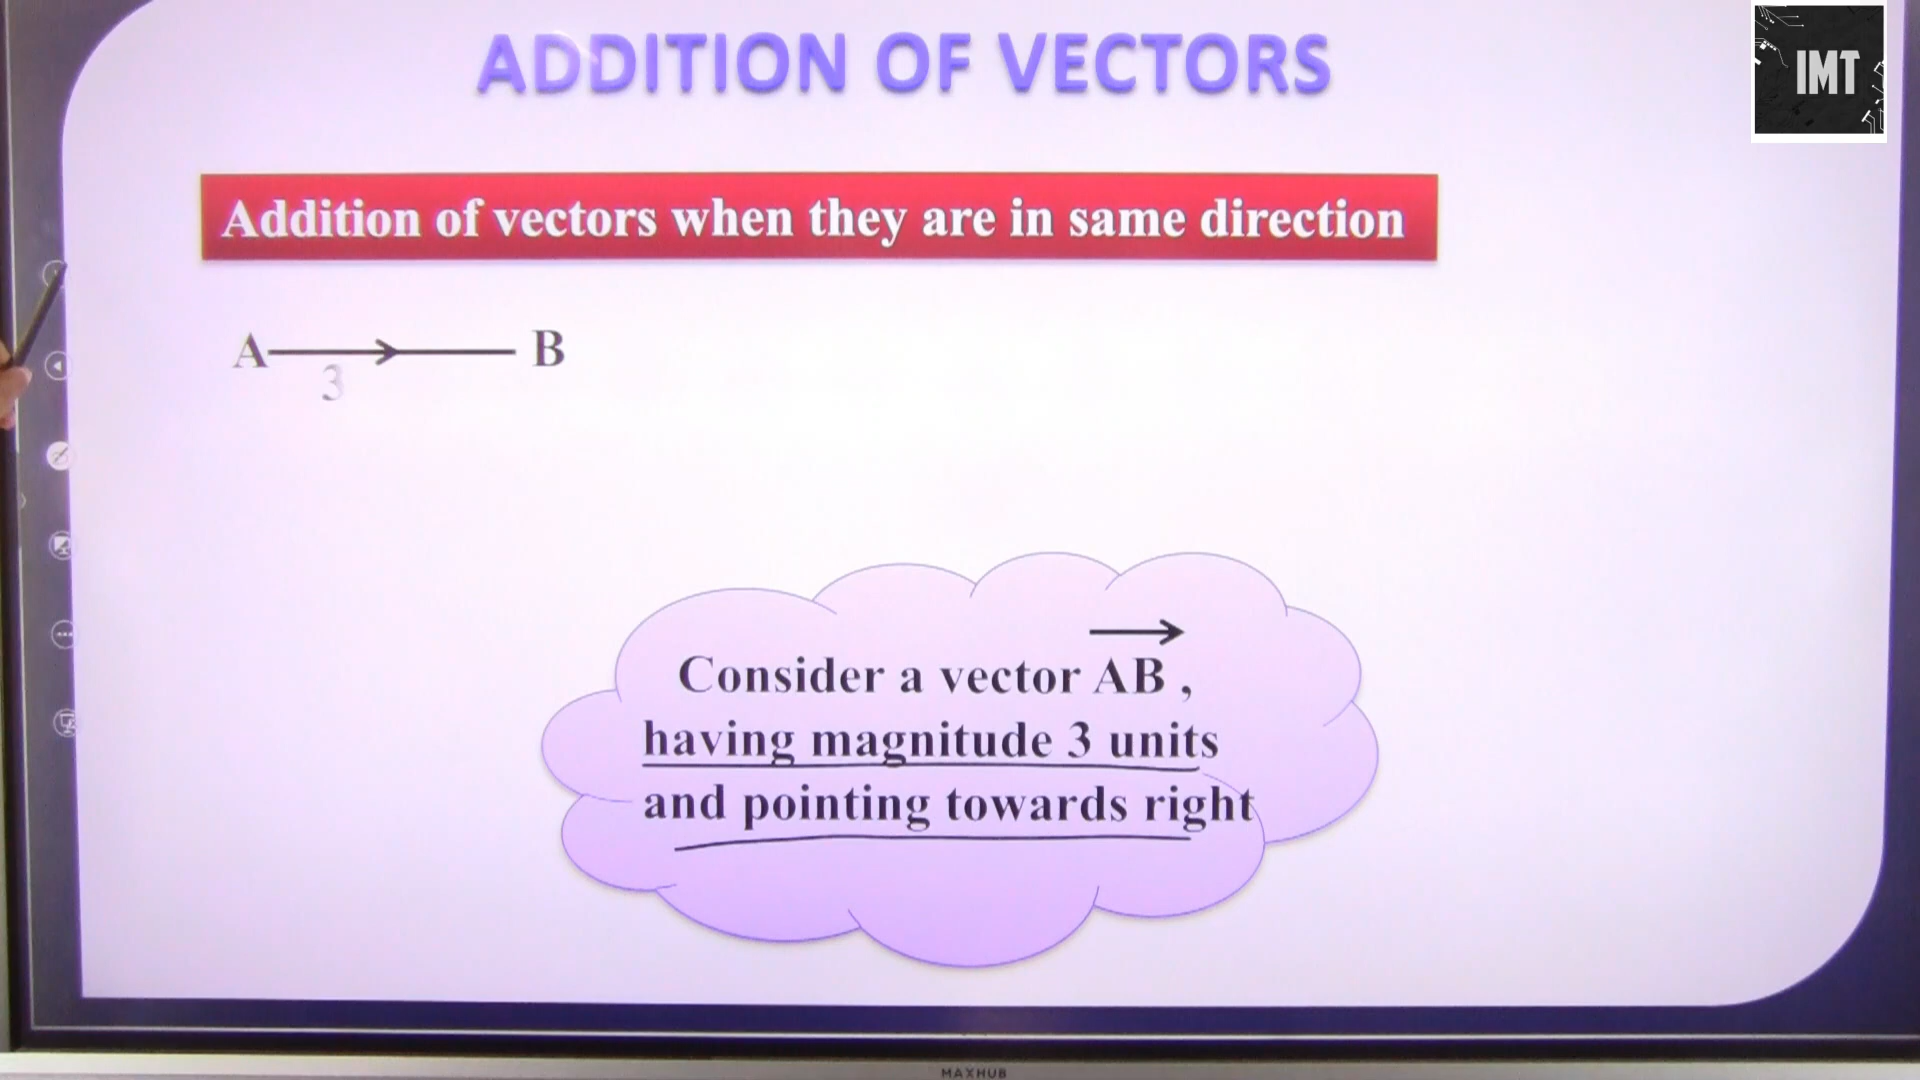 ADDITION OF VECTORS
IMT
Addition of vectors when they are in same direction
A B
3
Consider a vector AB ,
having magnitude 3 units
and pointing towards right
MAXHUB